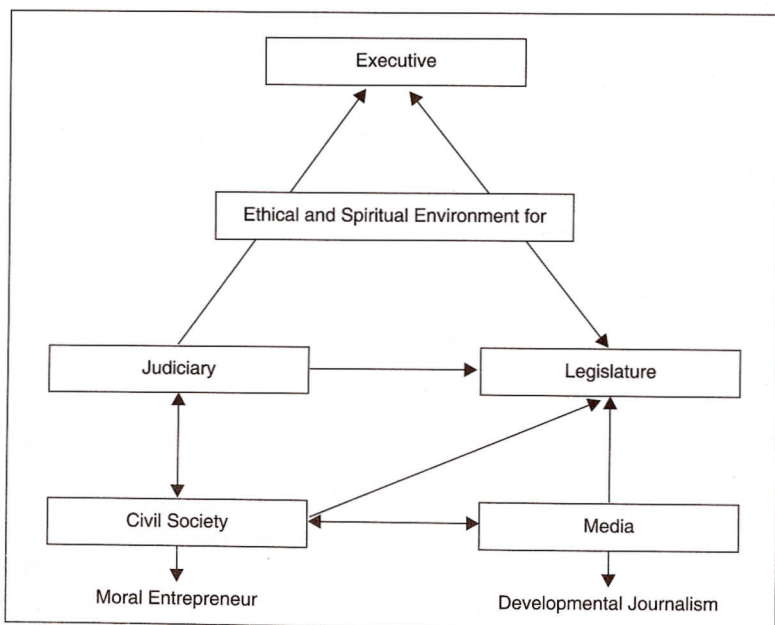 Executive
Ethical and Spiritual Environment for
Judiciary
Legislature
Civil Society
Media
Moral Entrepreneur
Developmental Journalism